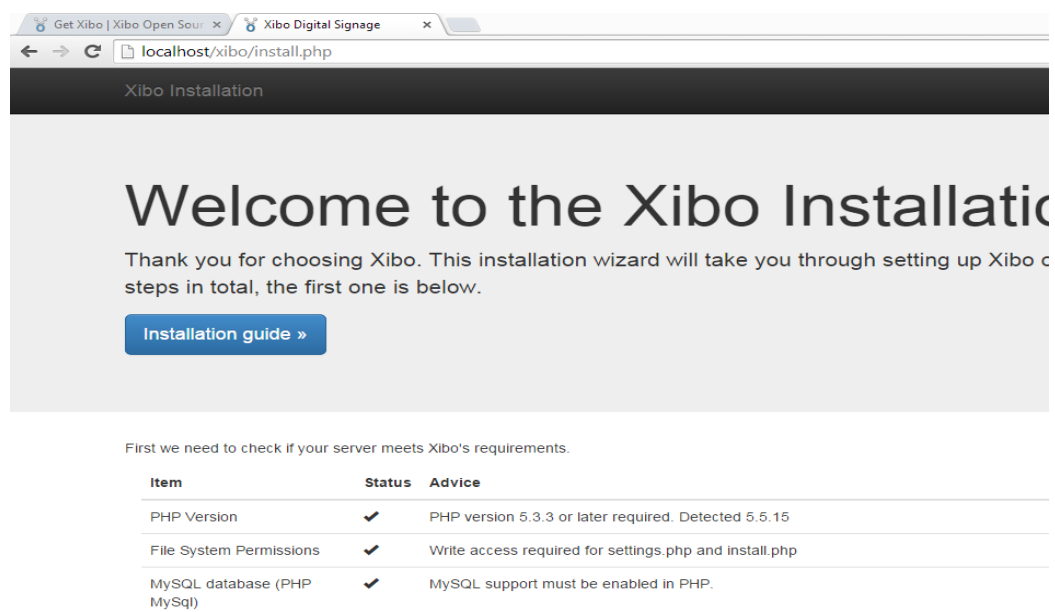 Get Xibo | Xibo Open Sour
Xibo Digital Signage
localhost/xibo/install.php
Xibo Installation
Welcome to the Xibo Installatio
Thank you for choosing Xibo. This installation wizard will take you through setting up Xibo
steps in total, the first one is below.
Installation guide »
First we need to check if your server meets Xibo's requirements.
Item Status Advice
PHP Version ✔ PHP version 5.3.3 or later required. Detected 5.5.15
File System Permissions ✔ Write access required for settings.php and install.php
MySQL database (PHP MySql) ✔ MySQL support must be enabled in PHP.